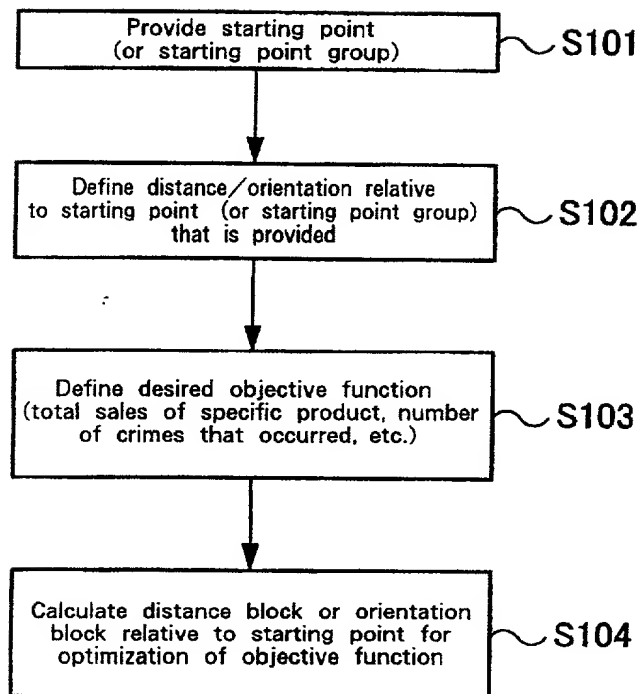 Provide starting point
(or starting point group)
S101
Define distance/orientation relative
to starting point (or starting point group)
that is provided
S102
Define desired objective function
(total sales of specific product, number
of crimes that occurred, etc.)
S103
Calculate distance block or orientation
block relative to starting point for
optimization of objective function
S104